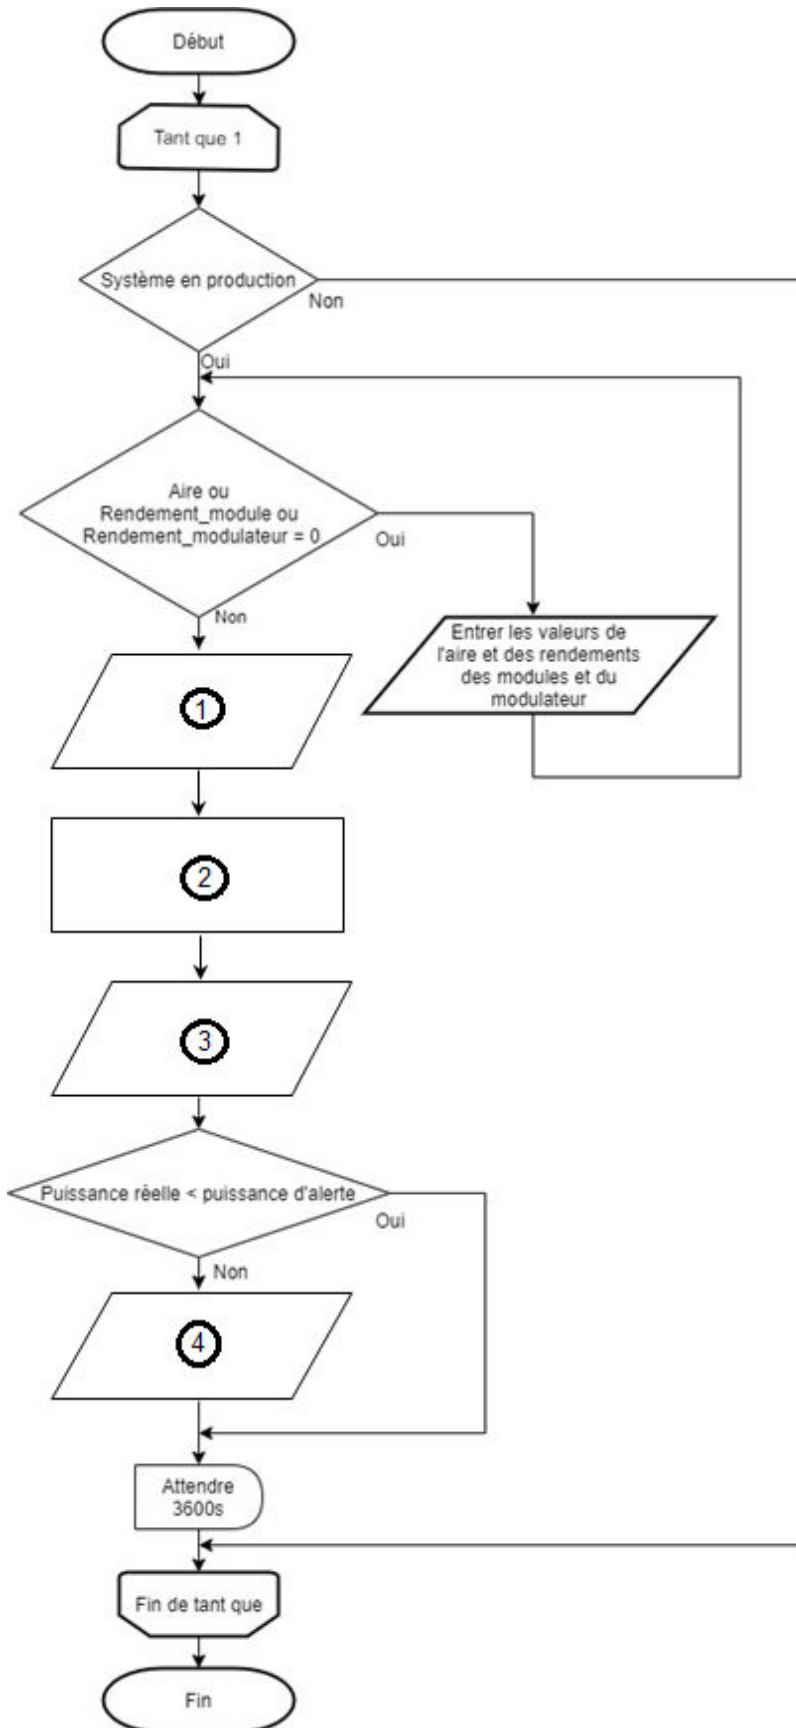 Début
Tant que 1
Système en production
Non
Oui
Aire ou
Rendement_module ou
Rendement_modulateur = 0
Oui
Non
Entrer les valeurs de
l'aire et des rendements
des modules et du
modulateur
1
2
3
Puissance réelle < puissance d'alerte
Oui
Non
4
Attendre
3600s
Fin de tant que
Fin